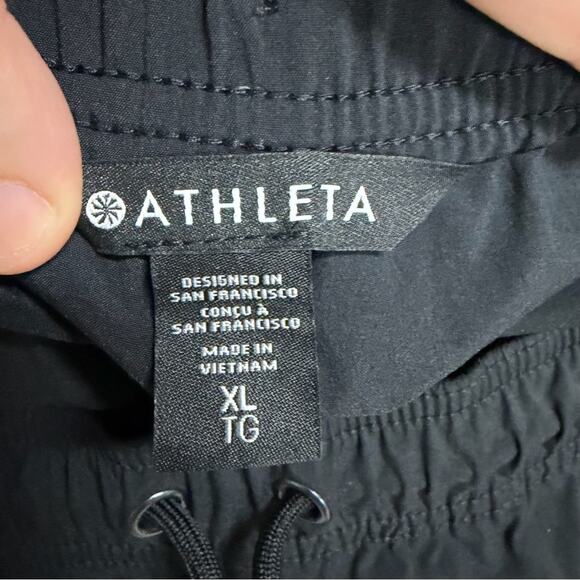 ATHLETA
DESIGNED IN
SAN FRANCISCO
CONÇU À
SAN FRANCISCO
MADE IN
VIETNAM
XL
TG